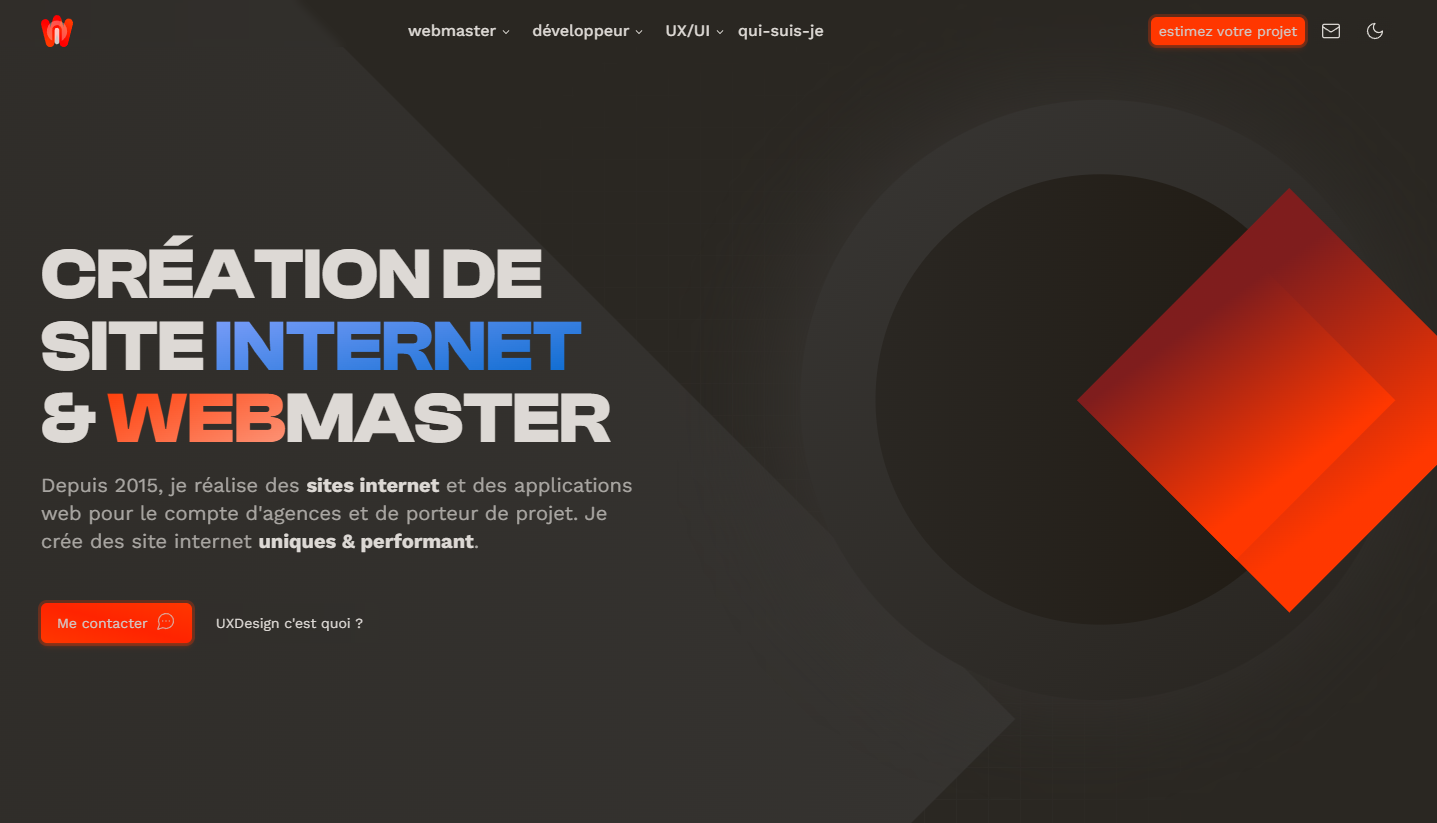 webmaster développeur UX/UI qui-suis-je estimez votre projet
CRÉATION DE
SITE INTERNET
& WEBMASTER
Depuis 2015, je réalise des sites internet et des applications
web pour le compte d'agences et de porteur de projet. Je
crée des site internet uniques & performant.
Me contacter UXDesign c'est quoi ?